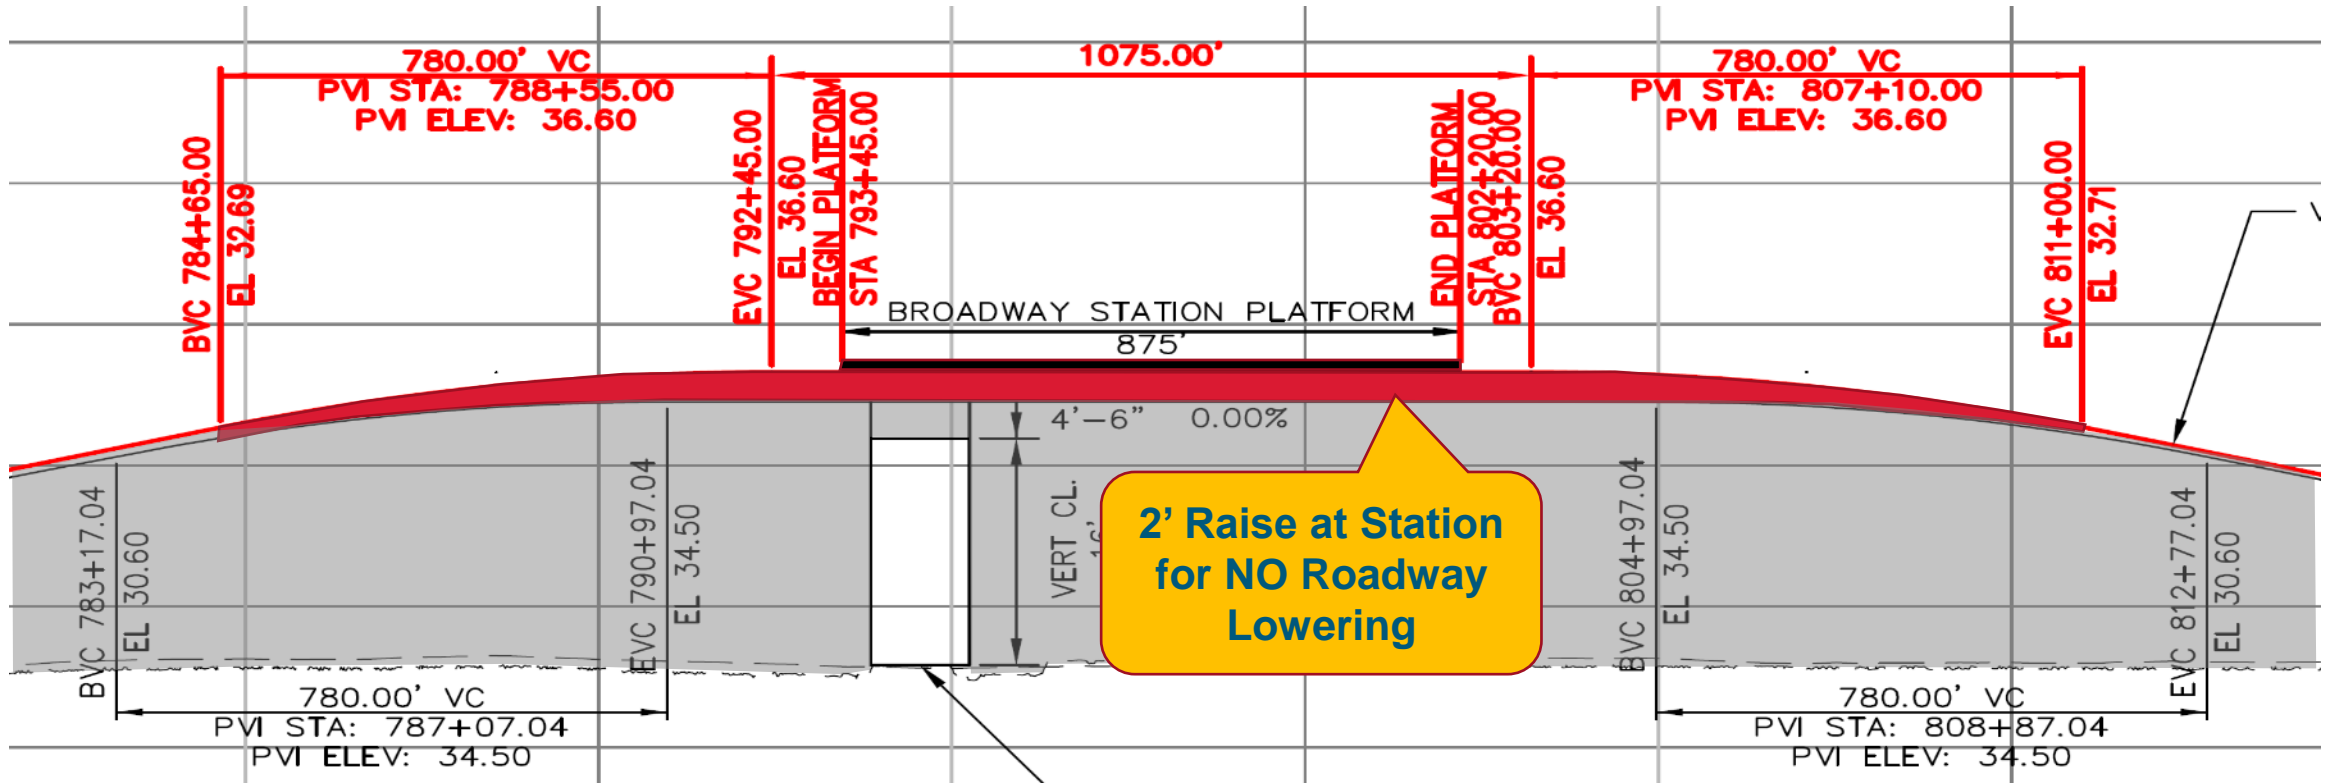 780.00' VC
PVI STA: 788+55.00
PVI ELEV: 36.60
1075.00'
780.00' VC
PVI STA: 807+10.00
PVI ELEV: 36.60
BVC 784+65.00
EL 32.69
EVC 792+45.00
EL 36.60
BEGIN PLATFORM
STA 793+45.00
END PLATFORM
STA 802+20.00
BVC 803+20.00
EL 36.60
EVC 811+00.00
EL 32.71
BROADWAY STATION PLATFORM
875'
4'-6" 0.00%
VERT CL.
16'
2' Raise at Station
for NO Roadway
Lowering
BVC 783+17.04
EL 30.60
EVC 790+97.04
EL 34.50
BVC 804+97.04
EL 34.50
EVC 812+77.04
EL 30.60
780.00' VC
PVI STA: 787+07.04
PVI ELEV: 34.50
780.00' VC
PVI STA: 808+87.04
PVI ELEV: 34.50